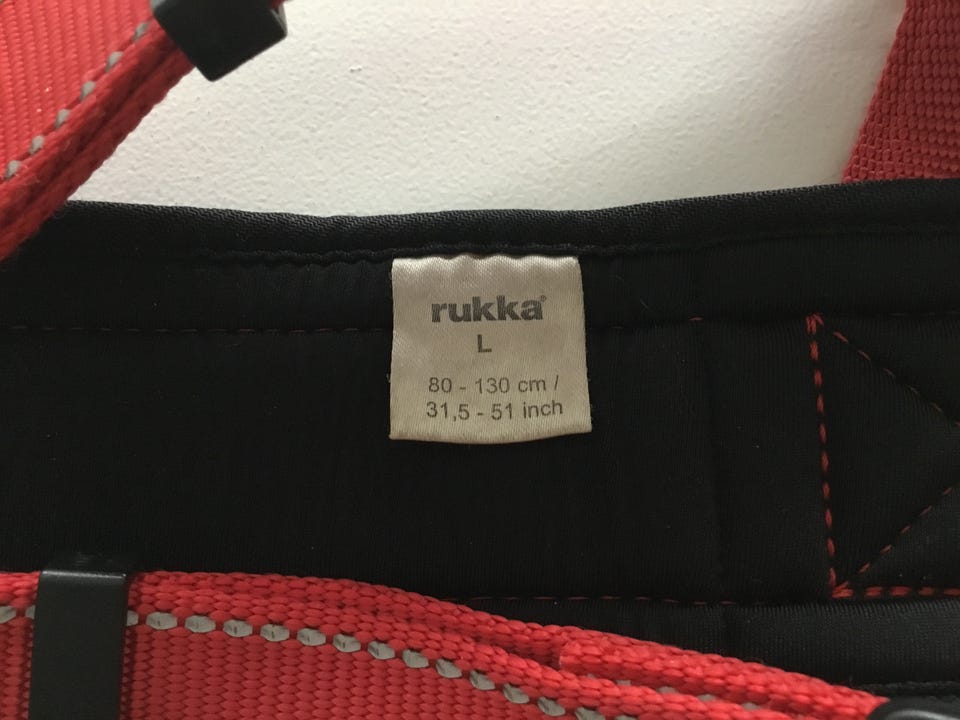 rukka®
L
80 - 130 cm /
31,5 - 51 inch